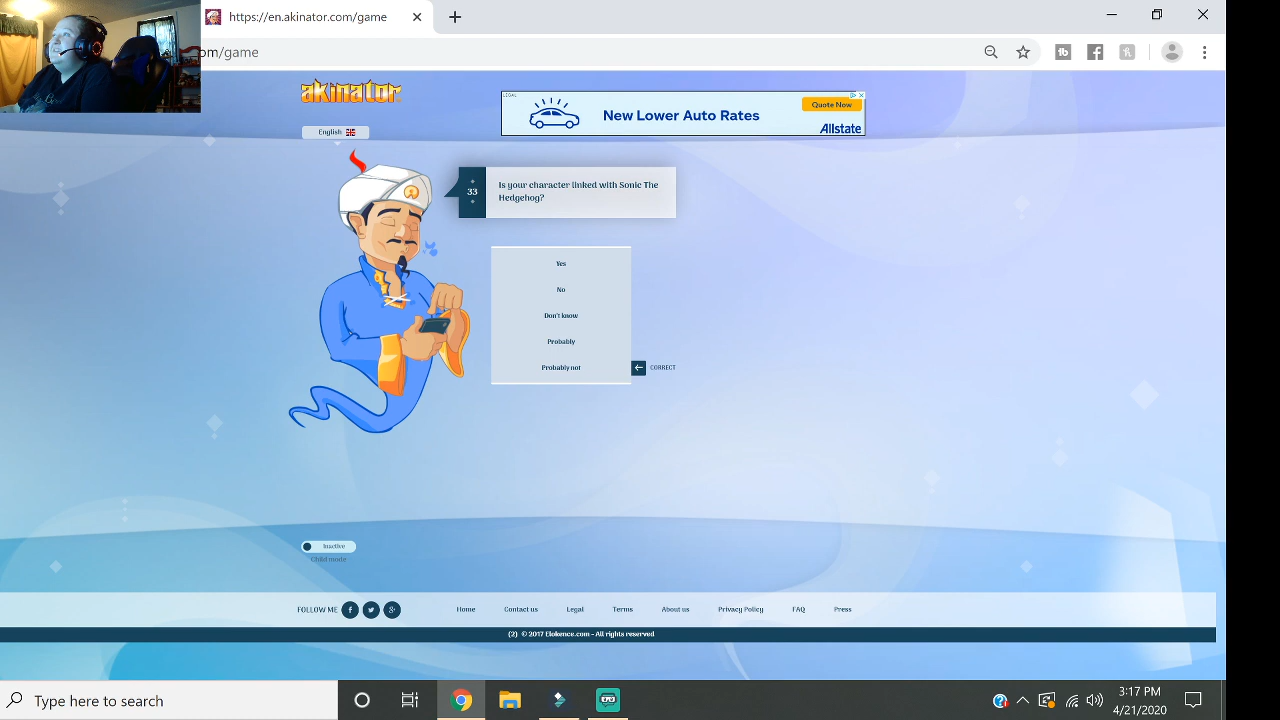 https://en.akinator.com/game
om/game
akinator
English
LEGAL
New Lower Auto Rates
Quote Now
Allstate
33
Is your character linked with Sonic The
Hedgehog?
Yes
No
Don't know
Probably
Probably not
CORRECT
Inactive
Child mode
FOLLOW ME
Home
Contact us
Legal
Terms
About us
Privacy Policy
FAQ
Press
(2) © 2017 Elokence.com - All rights reserved
Type here to search
3:17 PM
4/21/2020